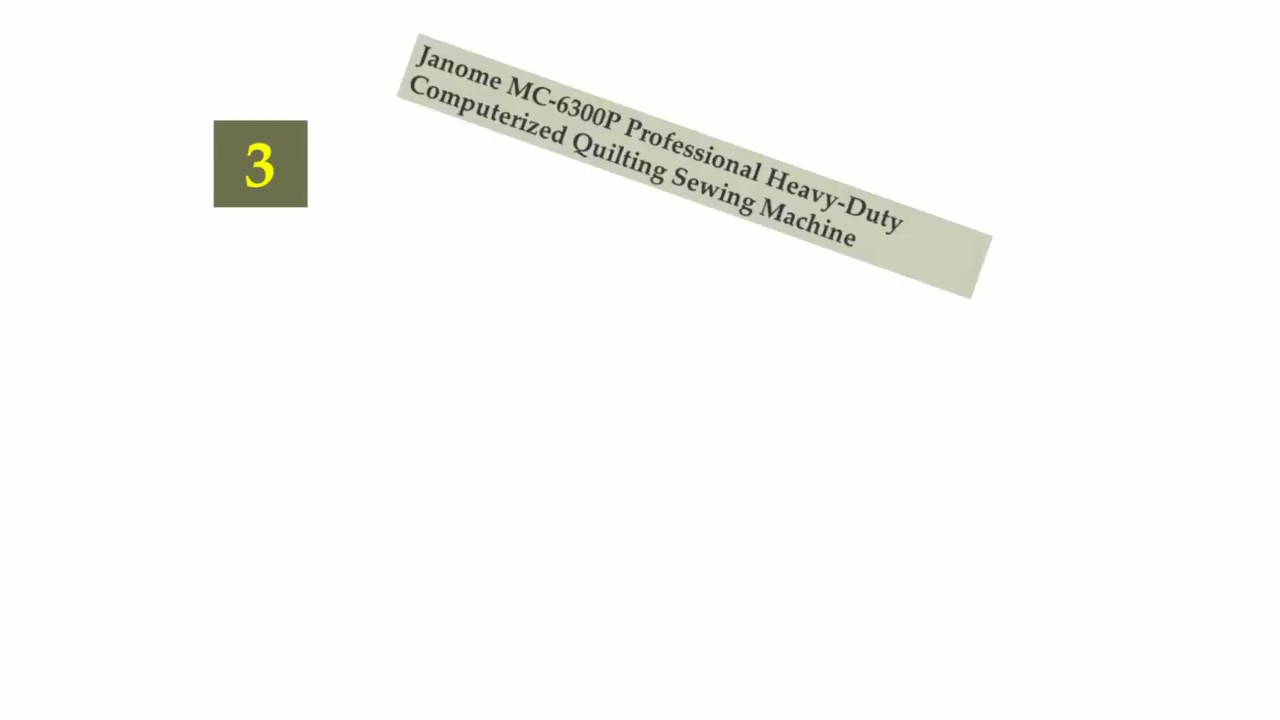 3
Janome MC-6300P Professional Heavy-Duty
Computerized Quilting Sewing Machine